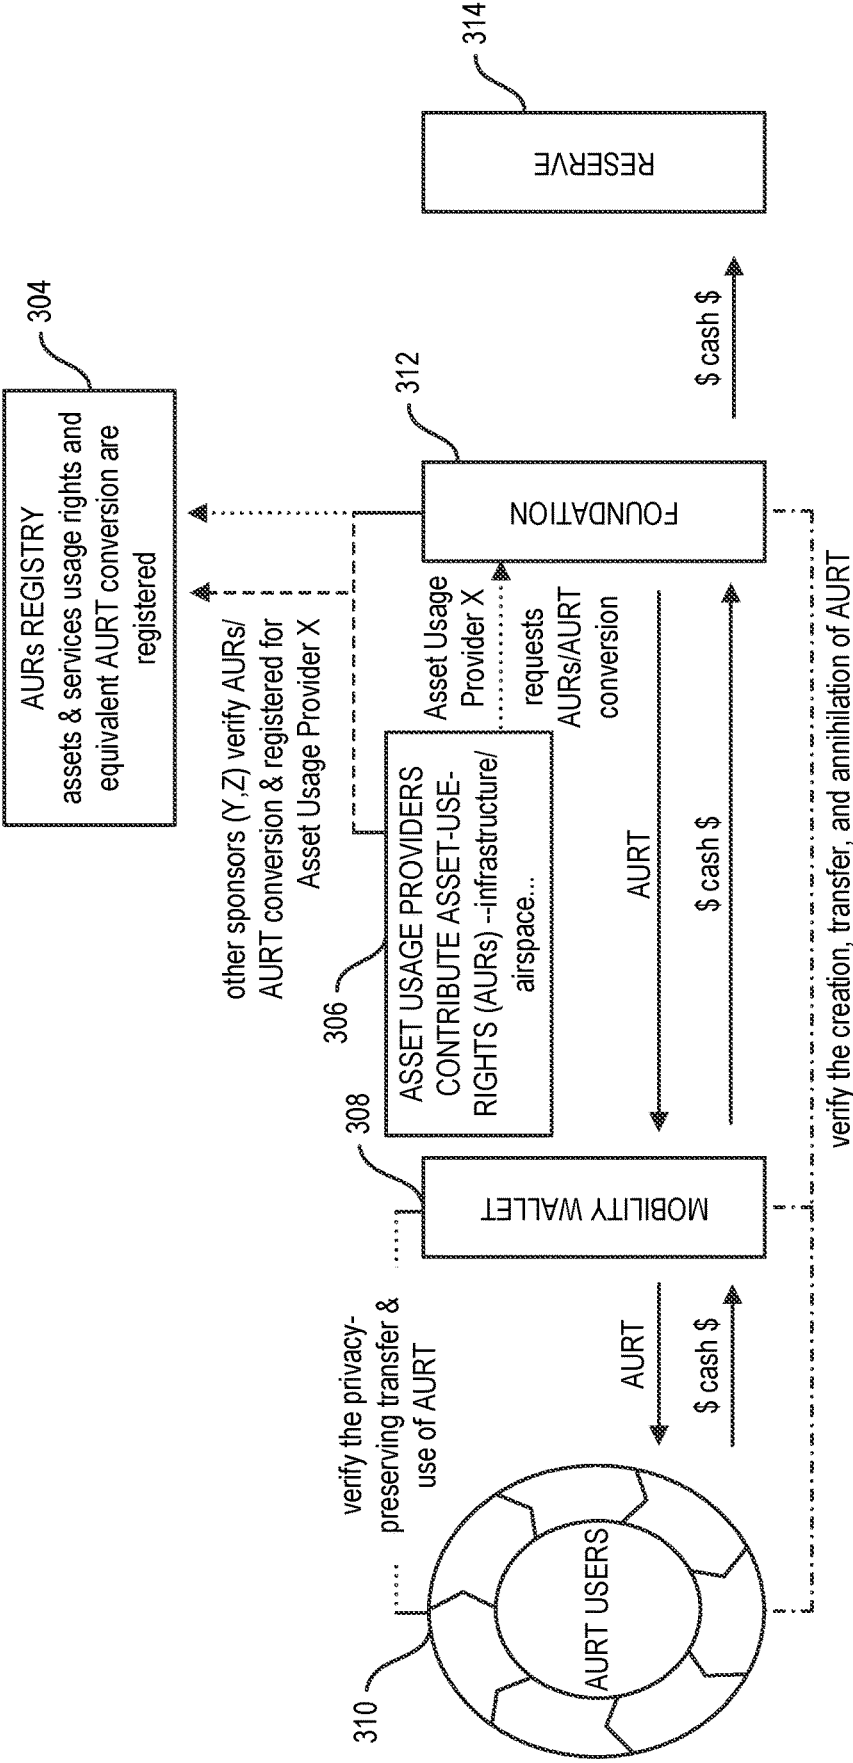 304
AURs REGISTRY
assets & services usage rights and
equivalent AURT conversion are
registered
314
RESERVE
312
FOUNDATION
$ cash $
other sponsors (Y,Z) verify AURs/
AURT conversion & registered for
Asset Usage Provider X
Asset Usage
Provider X
requests
AURs/AURT
conversion
306
ASSET USAGE PROVIDERS
CONTRIBUTE ASSET-USE-
RIGHTS (AURs) --infrastructure/
airspace...
AURT
$ cash $
308
MOBILITY WALLET
verify the privacy-
preserving transfer &
use of AURT
AURT
$ cash $
310
AURT USERS
verify the creation, transfer, and annihilation of AURT